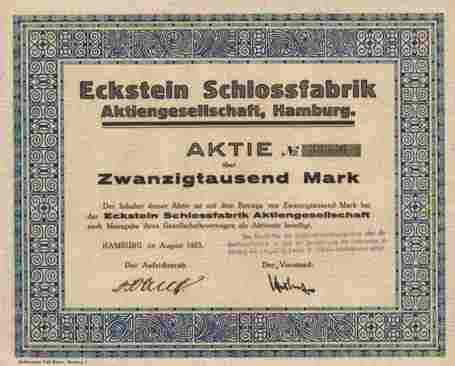 Eckstein Schlossfabrik
Aktiengesellschaft, Hamburg.
AKTIE №
über
Zwanzigtausend Mark
Der Inhaber dieser Aktie ist mit dem Betrage von Zwanzigtausend Mark bei
der Eckstein Schlossfabrik Aktiengesellschaft
nach Massgabe ihres Gesellschaftsvertrages als Aktionär beteiligt.
HAMBURG, im August 1923.
Der Aufsichtsrat:
Der Vorstand: